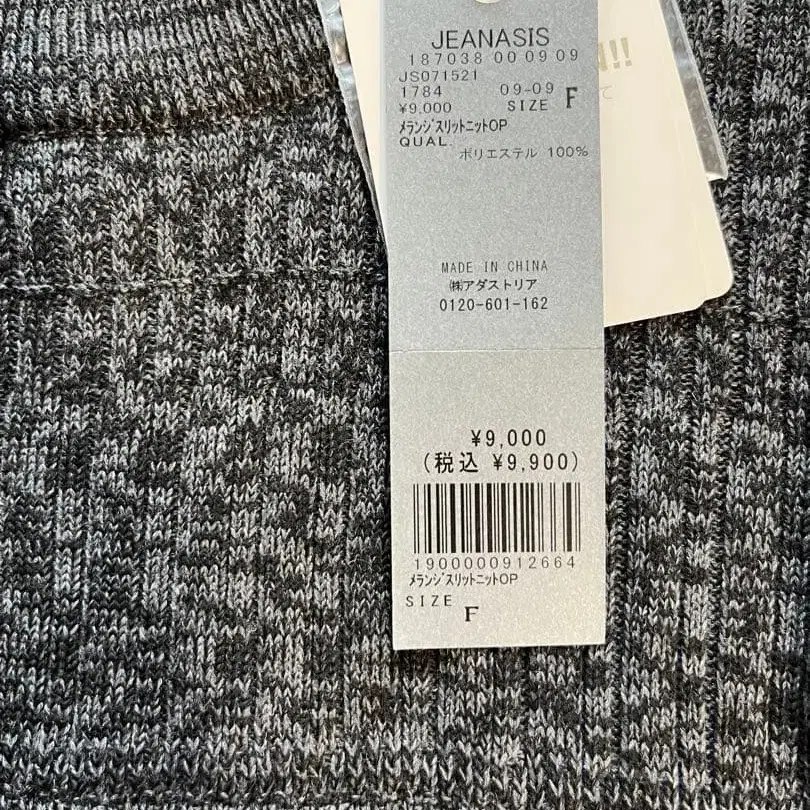 JEANASIS
187038 00 09 09
JS071521
1784 09-09
¥9,000 SIZE F
メランジスリットニットOP
QUAL.
ポリエステル 100%
MADE IN CHINA
㈱アダストリア
0120-601-162
¥9,000
(税込 ¥9,900)
1900000912664
メランジスリットニットOP
SIZE F
!!
て